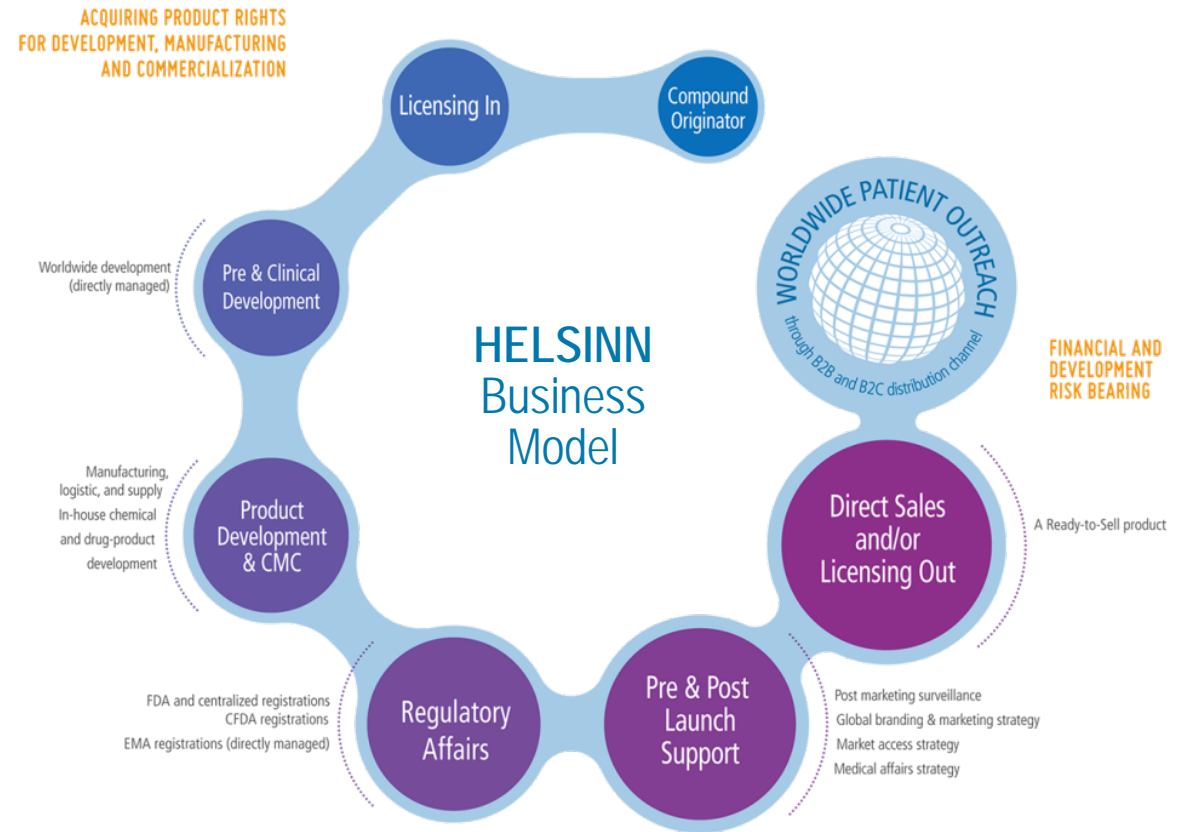 ACQUIRING PRODUCT RIGHTS
FOR DEVELOPMENT, MANUFACTURING
AND COMMERCIALIZATION
Licensing In
Compound
Originator
WORLDWIDE PATIENT OUTREACH
through B2B and B2C distribution channel
Pre & Clinical
Development
Worldwide development
(directly managed)
HELSINN
Business
Model
FINANCIAL AND
DEVELOPMENT
RISK BEARING
Product
Development
& CMC
Manufacturing,
logistic, and supply
In-house chemical
and drug-product
development
Direct Sales
and/or
Licensing Out
A Ready-to-Sell product
Regulatory
Affairs
FDA and centralized registrations
CFDA registrations
EMA registrations (directly managed)
Pre & Post
Launch
Support
Post marketing surveillance
Global branding & marketing strategy
Market access strategy
Medical affairs strategy